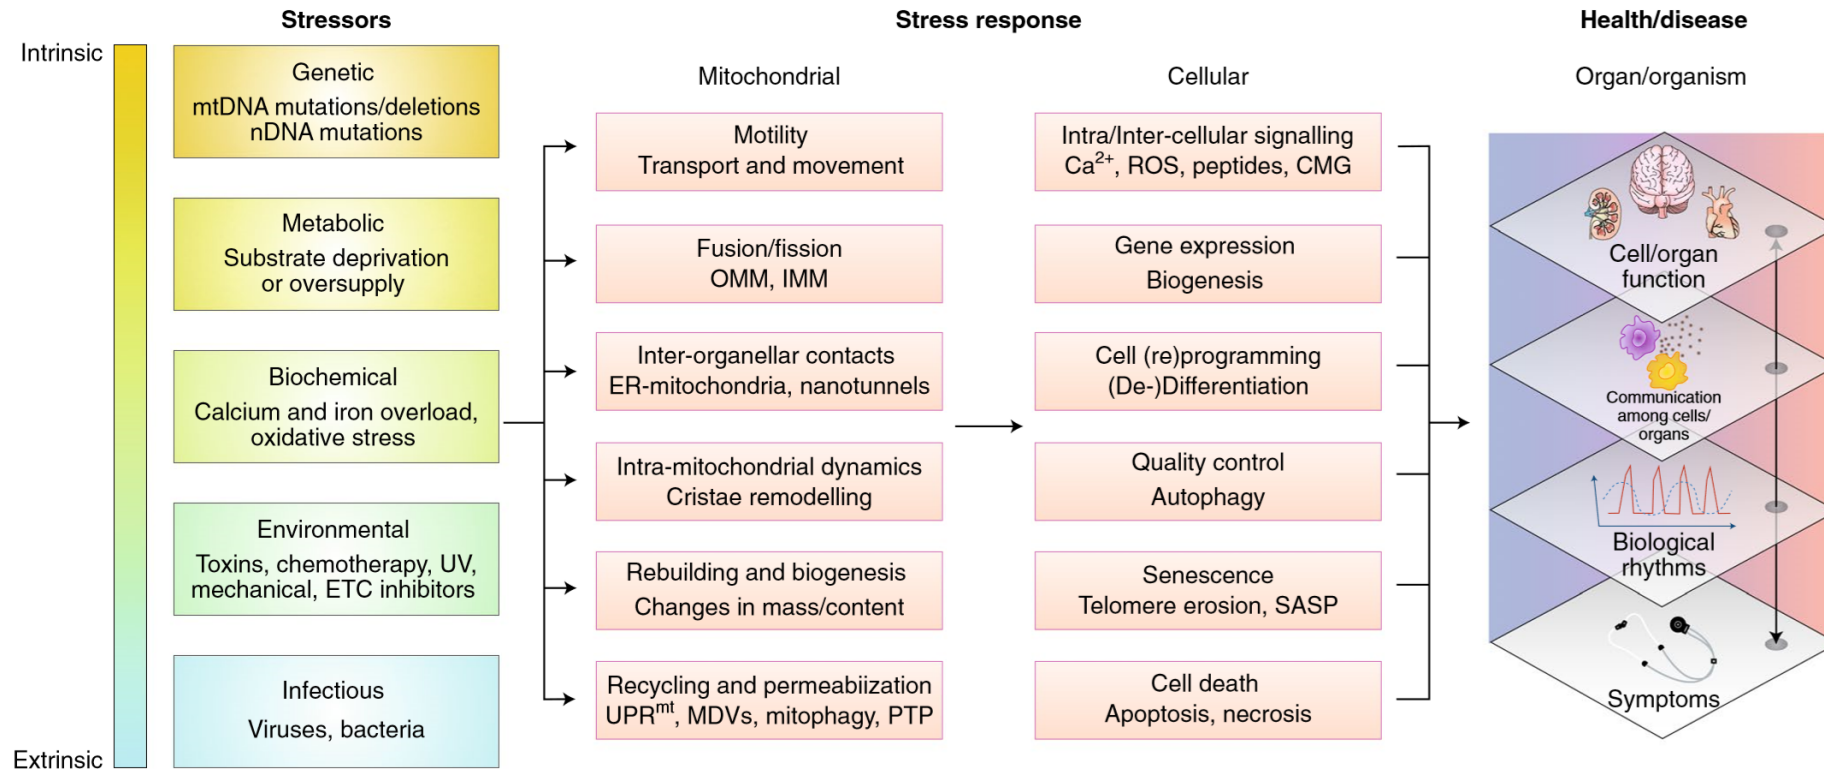 Stressors
Stress response
Health/disease
Intrinsic
Extrinsic
Genetic
mtDNA mutations/deletions
nDNA mutations
Metabolic
Substrate deprivation
or oversupply
Biochemical
Calcium and iron overload,
oxidative stress
Environmental
Toxins, chemotherapy, UV,
mechanical, ETC inhibitors
Infectious
Viruses, bacteria
Mitochondrial
Motility
Transport and movement
Fusion/fission
OMM, IMM
Inter-organellar contacts
ER-mitochondria, nanotunnels
Intra-mitochondrial dynamics
Cristae remodelling
Rebuilding and biogenesis
Changes in mass/content
Recycling and permeabiization
UPRᵐᵗ, MDVs, mitophagy, PTP
Cellular
Intra/Inter-cellular signalling
Ca²⁺, ROS, peptides, CMG
Gene expression
Biogenesis
Cell (re)programming
(De-)Differentiation
Quality control
Autophagy
Senescence
Telomere erosion, SASP
Cell death
Apoptosis, necrosis
Organ/organism
Cell/organ
function
Communication
among cells/
organs
Biological
rhythms
Symptoms